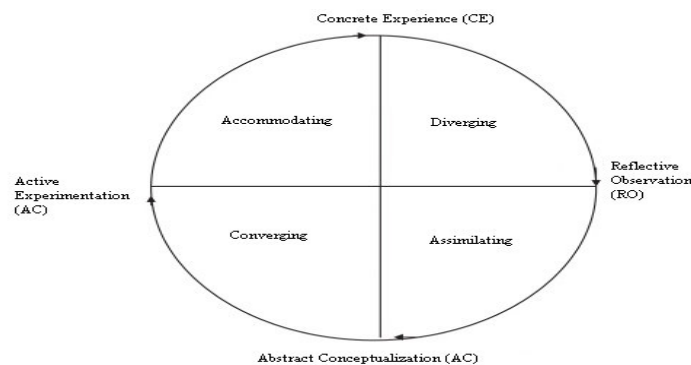 Concrete Experience (CE)
Accommodating
Diverging
Active
Experimentation
(AC)
Reflective
Observation
(RO)
Converging
Assimilating
Abstract Conceptualization (AC)